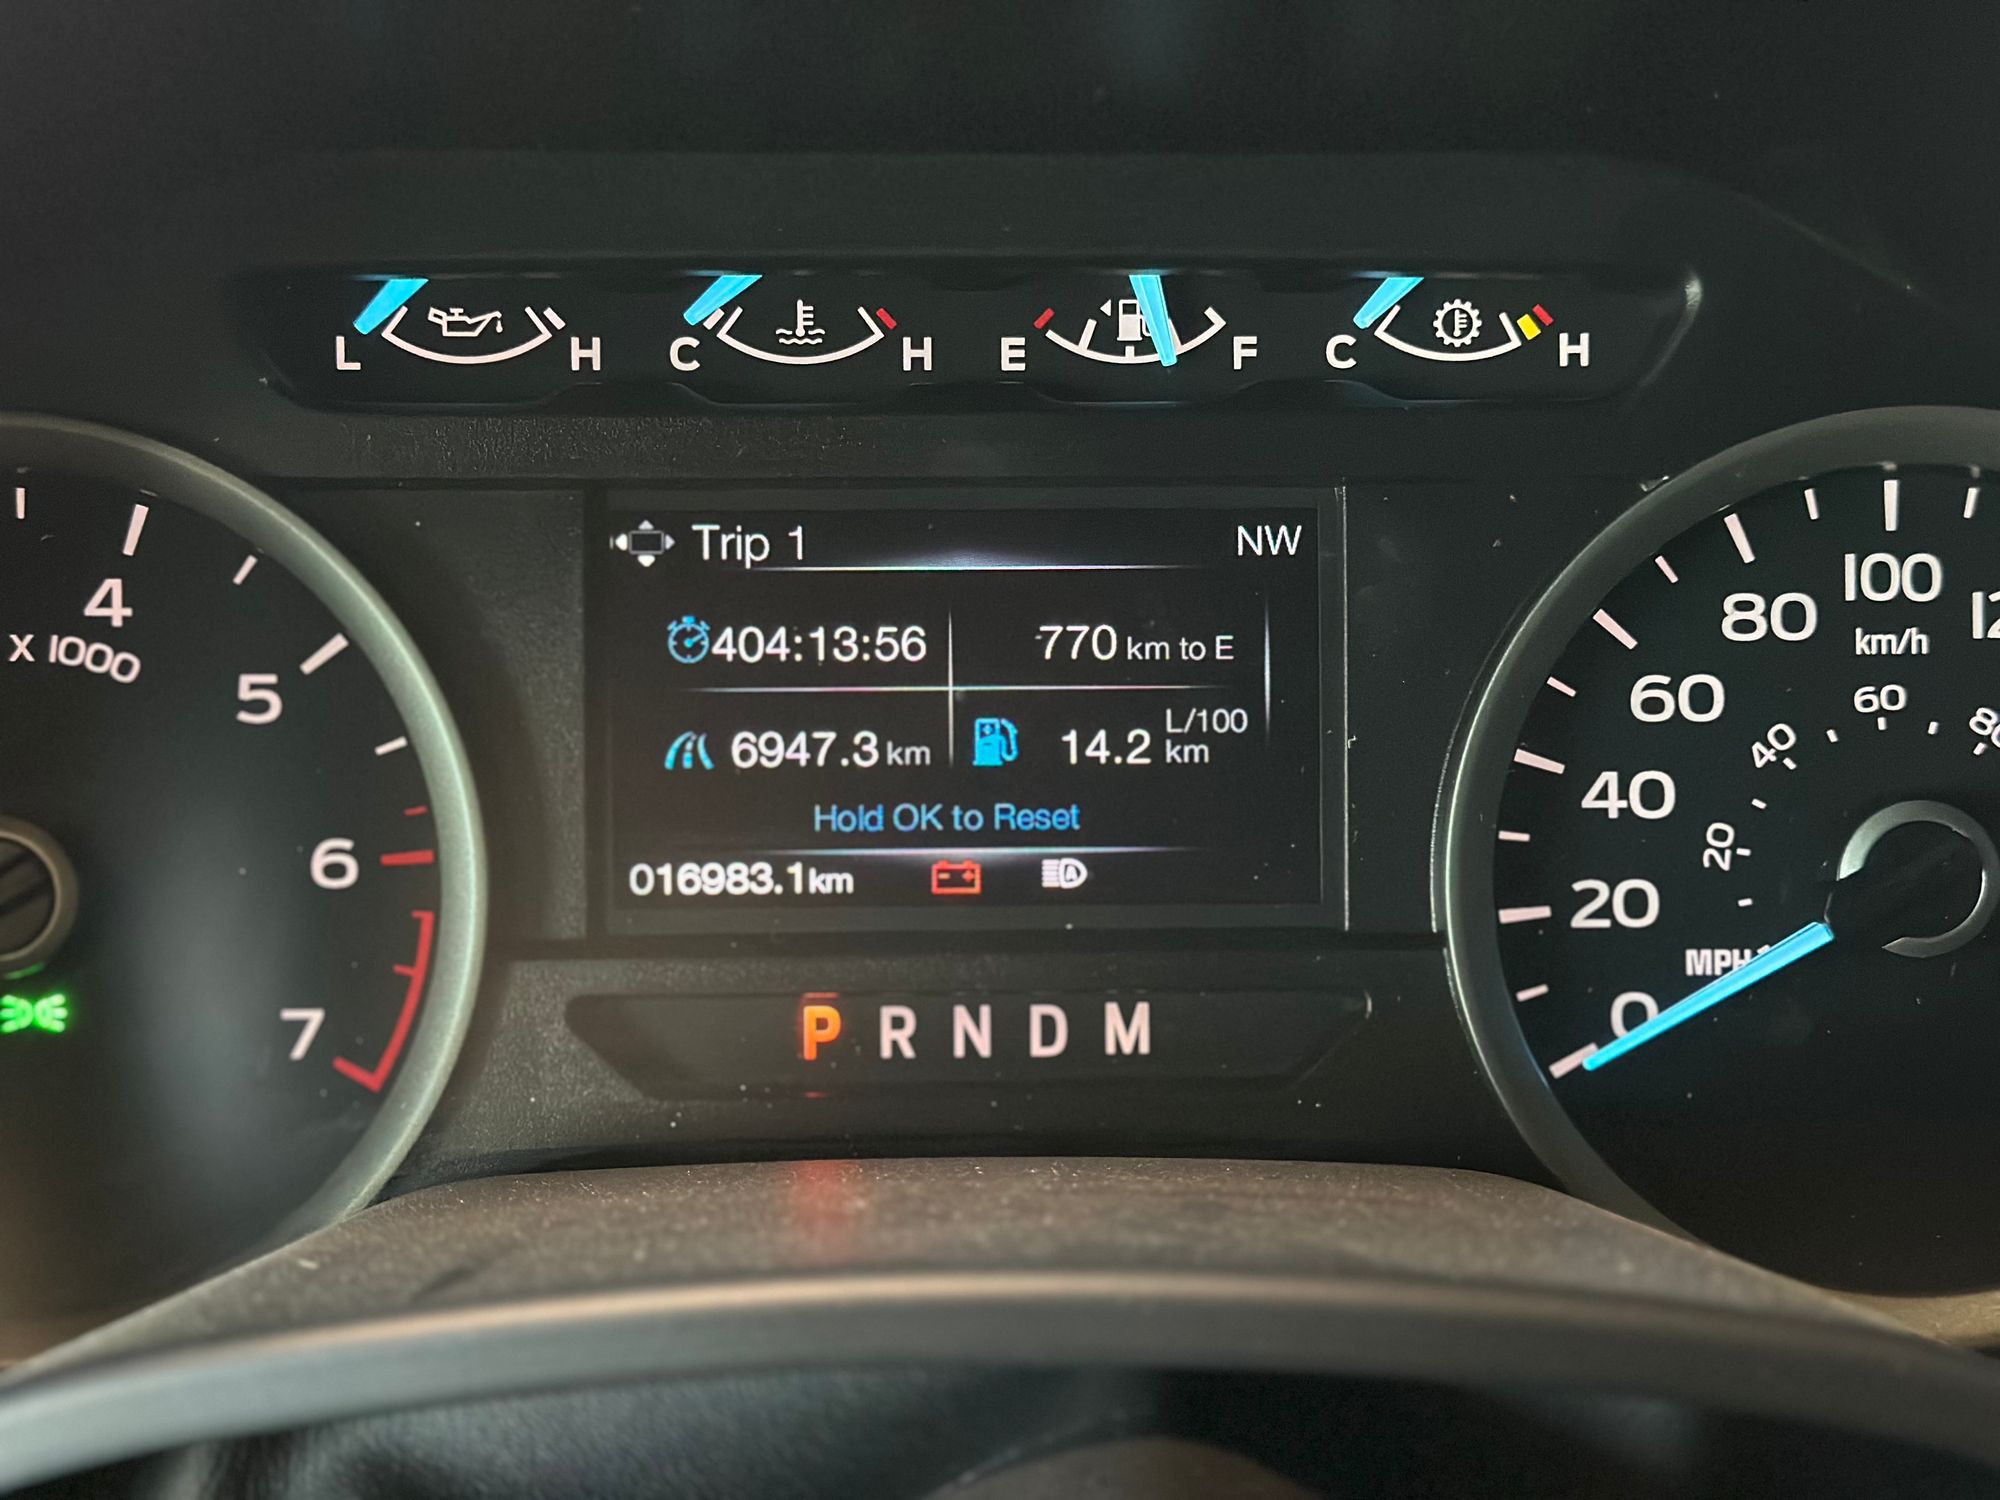 L H C H E F C H
Trip 1 NW
404:13:56 770 km to E
6947.3 km 14.2 L/100 km
Hold OK to Reset
016983.1km
P R N D M
4
X 1000
5
6
7
0
20
40
60
80
100
km/h
20
40
60
MPH